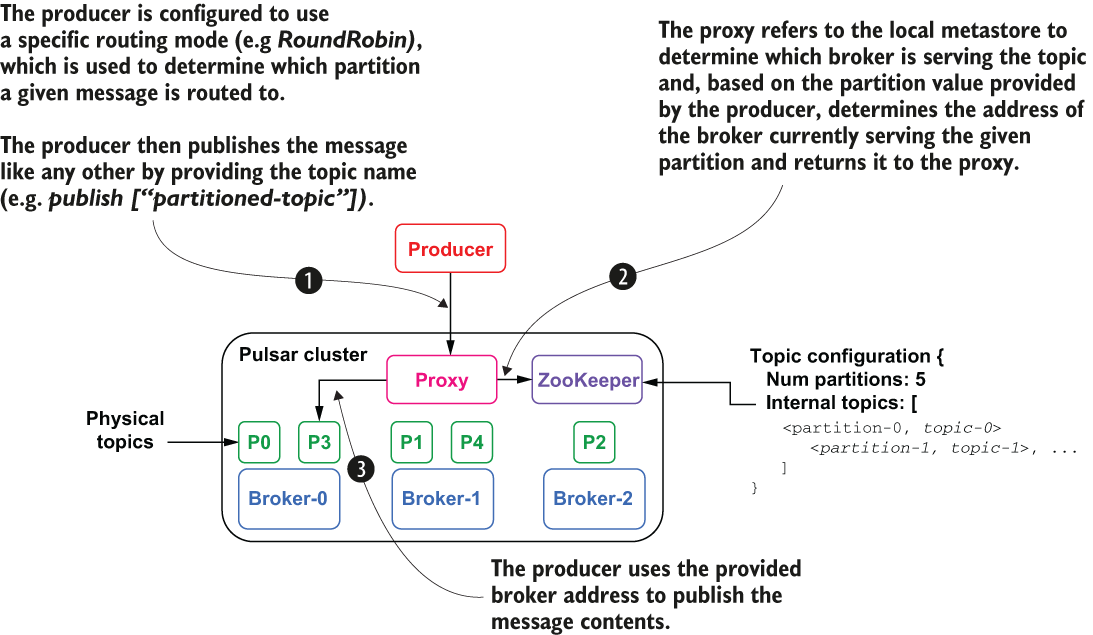 The producer is configured to use
a specific routing mode (e.g RoundRobin),
which is used to determine which partition
a given message is routed to.
The producer then publishes the message
like any other by providing the topic name
(e.g. publish [“partitioned-topic”]).
The proxy refers to the local metastore to
determine which broker is serving the topic
and, based on the partition value provided
by the producer, determines the address of
the broker currently serving the given
partition and returns it to the proxy.
Producer
1
2
Pulsar cluster
Proxy
ZooKeeper
Topic configuration {
Num partitions: 5
Internal topics: [
<partition-0, topic-0>
<partition-1, topic-1>, ...
]
}
Physical
topics
P0
P3
P1
P4
P2
3
Broker-0
Broker-1
Broker-2
The producer uses the provided
broker address to publish the
message contents.